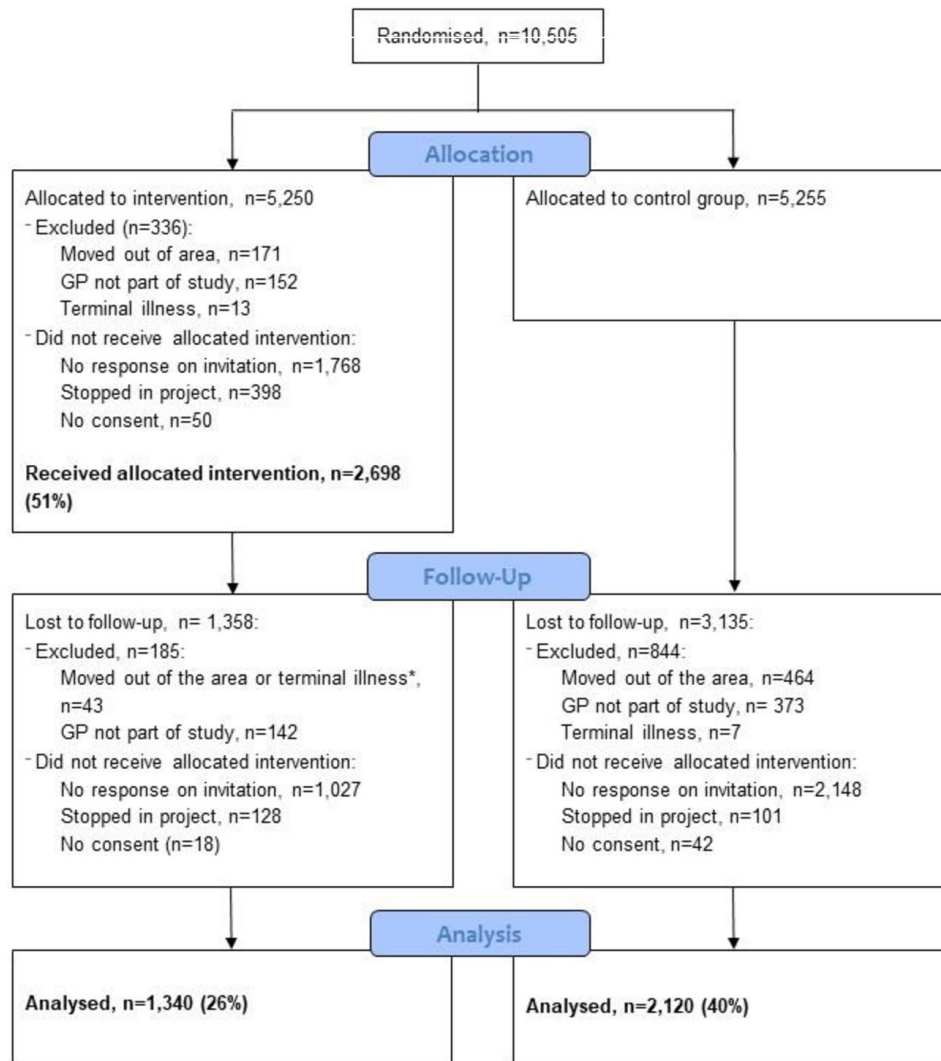 Randomised, n=10,505
Allocation
Allocated to intervention, n=5,250
- Excluded (n=336):
Moved out of area, n=171
GP not part of study, n=152
Terminal illness, n=13
- Did not receive allocated intervention:
No response on invitation, n=1,768
Stopped in project, n=398
No consent, n=50
Received allocated intervention, n=2,698
(51%)
Allocated to control group, n=5,255
Follow-Up
Lost to follow-up, n= 1,358:
- Excluded, n=185:
Moved out of the area or terminal illness*,
n=43
GP not part of study, n=142
- Did not receive allocated intervention:
No response on invitation, n=1,027
Stopped in project, n=128
No consent (n=18)
Lost to follow-up, n=3,135:
- Excluded, n=844:
Moved out of the area, n=464
GP not part of study, n= 373
Terminal illness, n=7
- Did not receive allocated intervention:
No response on invitation, n=2,148
Stopped in project, n=101
No consent, n=42
Analysis
Analysed, n=1,340 (26%)
Analysed, n=2,120 (40%)